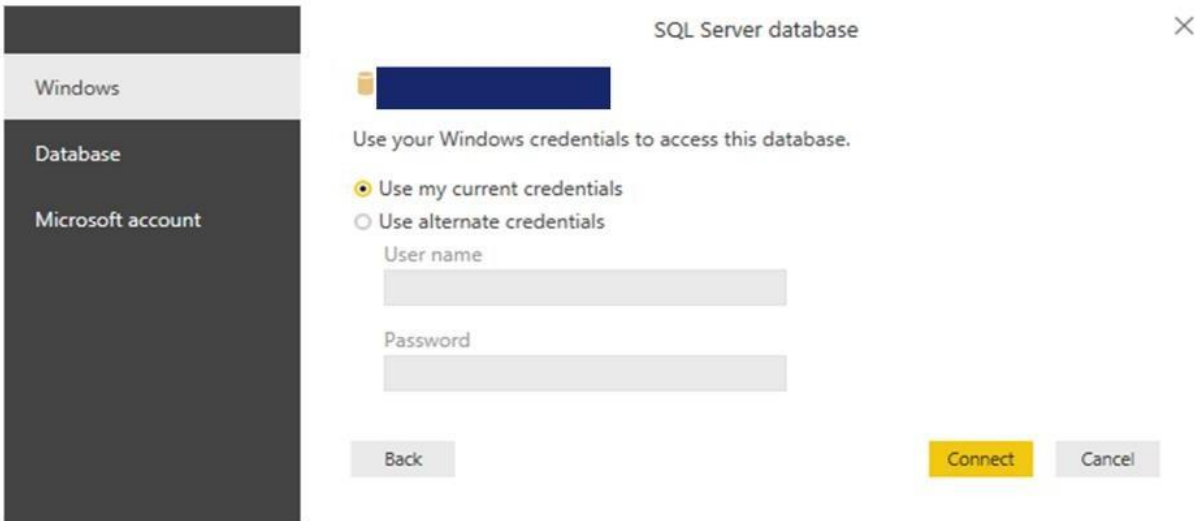 SQL Server database
Windows
Database
Microsoft account
Use your Windows credentials to access this database.
Use my current credentials
Use alternate credentials
User name
Password
Back
Connect
Cancel